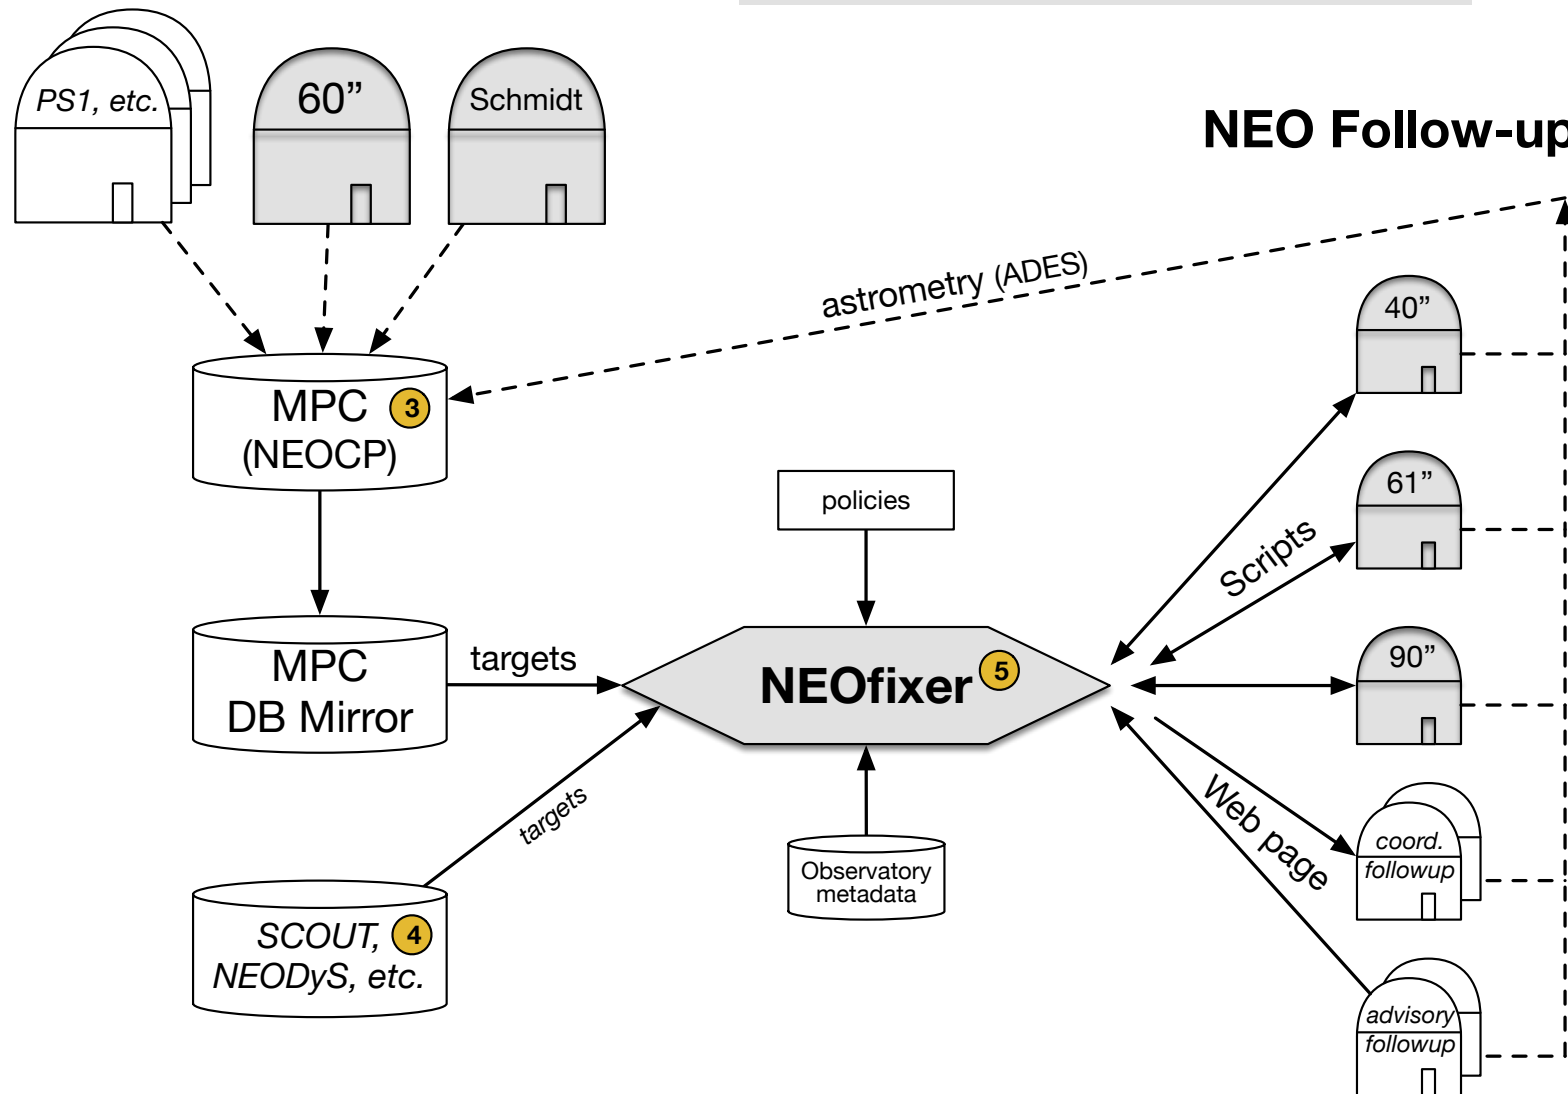 PS1, etc.
60”
Schmidt
NEO Follow-up
astrometry (ADES)
40”
MPC 3
(NEOCP)
61”
policies
Scripts
MPC
DB Mirror
targets
NEOfixer 5
90”
targets
Web page
Observatory
metadata
coord.
followup
SCOUT, 4
NEODyS, etc.
advisory
followup